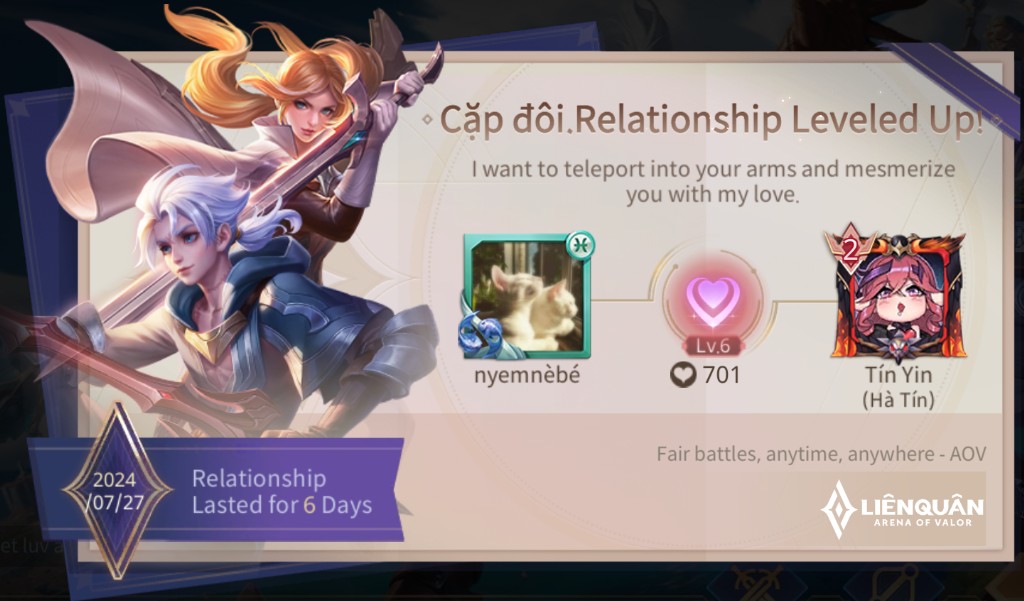 Cặp đôi.Relationship Leveled Up!
I want to teleport into your arms and mesmerize
you with my love.
2
Lv.6
nyemnèbé
701
Tín Yin
(Hà Tín)
2024
/07/27
Relationship
Lasted for 6 Days
Fair battles, anytime, anywhere - AOV
LIÊNQUÂN
ARENA OF VALOR